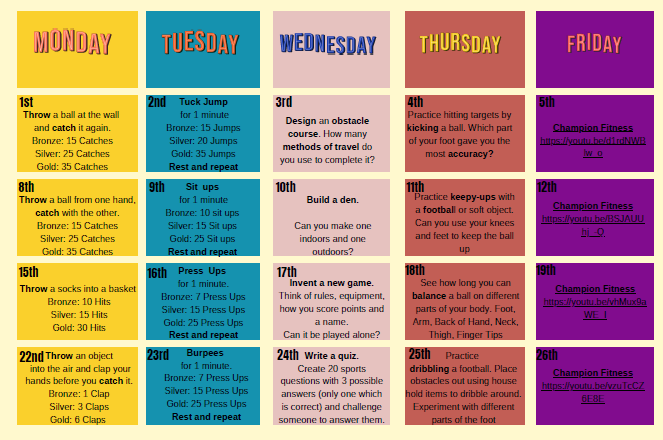 MONDAY
TUESDAY
WEDNESDAY
THURSDAY
FRIDAY
1st
Throw a ball at the wall
and catch it again.
Bronze: 15 Catches
Silver: 25 Catches
Gold: 35 Catches
2nd Tuck Jump
for 1 minute
Bronze: 15 Jumps
Silver: 20 Jumps
Gold: 35 Jumps
Rest and repeat
3rd
Design an obstacle
course. How many
methods of travel do
you use to complete it?
4th
Practice hitting targets by
kicking a ball. Which part
of your foot gave you the
most accuracy?
5th
Champion Fitness
8th
Throw a ball from one hand,
catch with the other.
Bronze: 15 Catches
Silver: 25 Catches
Gold: 35 Catches
9th Sit ups
for 1 minute
Bronze: 10 sit ups
Silver: 15 Sit ups
Gold: 25 Sit ups
Rest and repeat
10th
Build a den.
Can you make one
indoors and one
outdoors?
11th
Practice keepy-ups with
a football or soft object.
Can you use your knees
and feet to keep the ball
up
12th
Champion Fitness
15th
Throw a socks into a basket
Bronze: 10 Hits
Silver: 15 Hits
Gold: 30 Hits
16th Press Ups
for 1 minute.
Bronze: 7 Press Ups
Silver: 15 Press Ups
Gold: 25 Press Ups
Rest and repeat
17th
Invent a new game.
Think of rules, equipment,
how you score points and
a name.
Can it be played alone?
18th
See how long you can
balance a ball on different
parts of your body. Foot,
Arm, Back of Hand, Neck,
Thigh, Finger Tips
19th
Champion Fitness
22nd Throw an object
into the air and clap your
hands before you catch it.
Bronze: 1 Clap
Silver: 3 Claps
Gold: 6 Claps
23rd Burpees
for 1 minute.
Bronze: 7 Press Ups
Silver: 15 Press Ups
Gold: 25 Press Ups
Rest and repeat
24th Write a quiz.
Create 20 sports
questions with 3 possible
answers (only one which
is correct) and challenge
someone to answer them.
25th Practice
dribbling a football. Place
obstacles out using house
hold items to dribble around.
Experiment with different
parts of the foot
26th
Champion Fitness